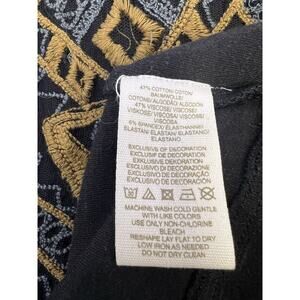 47% COTTON/ COTON/
BAUMWOLLE/
COTONE/ ALGODÃO/ ALGODÓN
47% VISCOSE/ VISCOSE/
VISKOSE/ VISCOSA/ VISCOSE/
VISCOSA
6% SPANDEX/ ELASTHANNE/
ELASTAN/ ELASTAN/ ELASTANO/
ELASTANO
EXCLUSIVE OF DECORATION
EXCLUSIF DE DECORATION
EXKLUSIVE DEKORATION
ESCLUSIVO DI DECORAZIONE
EXCLUSIVO DE DECORAÇÃO
EXCLUSIVO DE DECORACIÓN
MACHINE WASH COLD GENTLE
WITH LIKE COLORS
USE ONLY NON-CHLORINE
BLEACH
RESHAPE LAY FLAT TO DRY
LOW IRON AS NEEDED
DO NOT DRY CLEAN